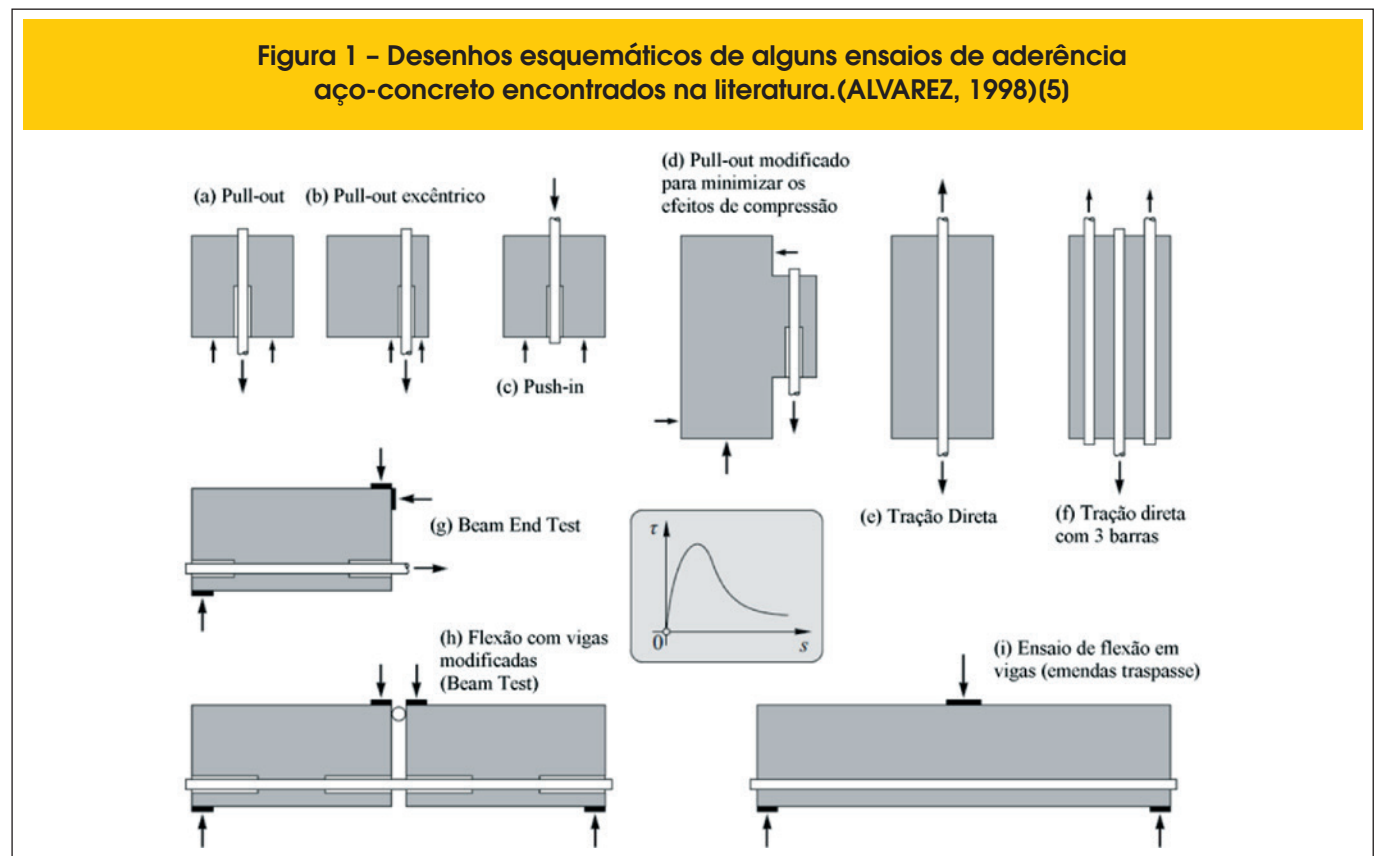 Figura 1 – Desenhos esquemáticos de alguns ensaios de aderência
aço-concreto encontrados na literatura.(ALVAREZ, 1998)(5)
(a) Pull-out
(b) Pull-out excêntrico
(c) Push-in
(d) Pull-out modificado
para minimizar os
efeitos de compressão
(e) Tração Direta
(f) Tração direta
com 3 barras
(g) Beam End Test
τ
0
s
(h) Flexão com vigas
modificadas
(Beam Test)
(i) Ensaio de flexão em
vigas (emendas traspasse)